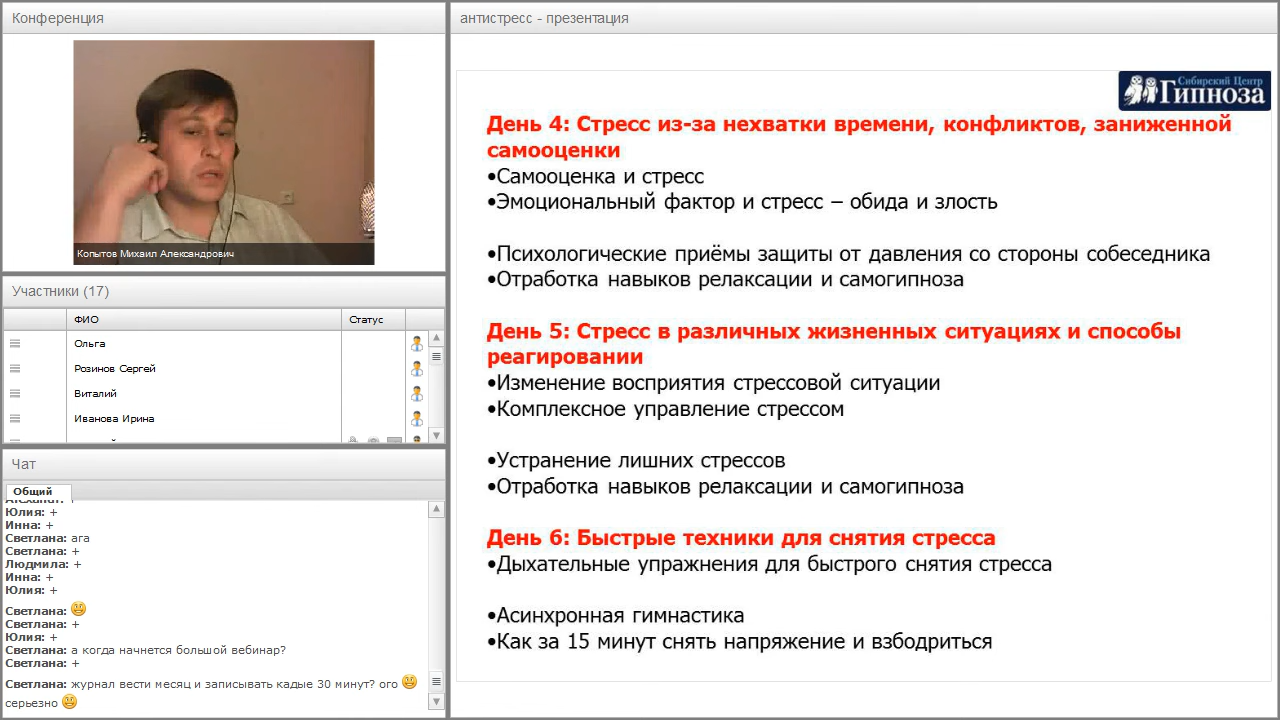 Конференция
Копытов Михаил Александрович
Участники (17)
ФИО
Статус
Ольга
Розинов Сергей
Виталий
Иванова Ирина
Чат
Общий
Юлия: +
Инна: +
Светлана: ага
Светлана: +
Людмила: +
Инна: +
Юлия: +
Светлана:
Светлана: +
Юлия: +
Светлана: а когда начнется большой вебинар?
Светлана: +
Светлана: журнал вести месяц и записывать кадые 30 минут? ого
серьезно
антистресс - презентация
Сибирский Центр
Гипноза
День 4: Стресс из-за нехватки времени, конфликтов, заниженной
самооценки
•Самооценка и стресс
•Эмоциональный фактор и стресс – обида и злость
•Психологические приёмы защиты от давления со стороны собеседника
•Отработка навыков релаксации и самогипноза
День 5: Стресс в различных жизненных ситуациях и способы
реагировании
•Изменение восприятия стрессовой ситуации
•Комплексное управление стрессом
•Устранение лишних стрессов
•Отработка навыков релаксации и самогипноза
День 6: Быстрые техники для снятия стресса
•Дыхательные упражнения для быстрого снятия стресса
•Асинхронная гимнастика
•Как за 15 минут снять напряжение и взбодриться